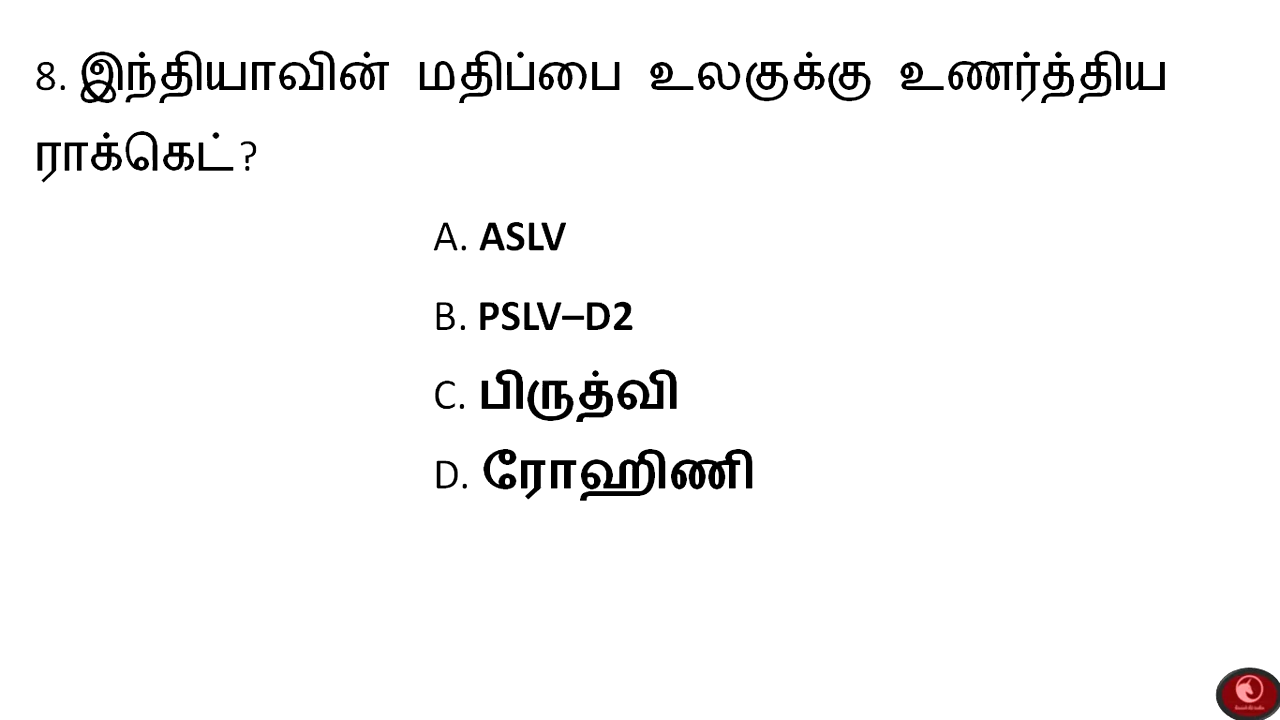 8. இந்தியாவின் மதிப்பை உலகுக்கு உணர்த்திய
ராக்கெட்?
A. ASLV
B. PSLV–D2
C. பிருத்வி
D. ரோஹிணி